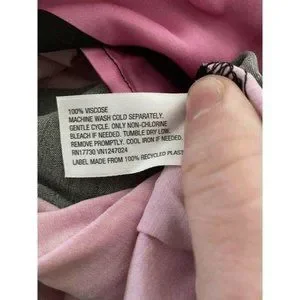 100% VISCOSE
MACHINE WASH COLD SEPARATELY.
GENTLE CYCLE. ONLY NON-CHLORINE
BLEACH IF NEEDED. TUMBLE DRY LOW.
REMOVE PROMPTLY. COOL IRON IF NEEDED.
RN17730 VN1247024
LABEL MADE FROM 100% RECYCLED PLAST